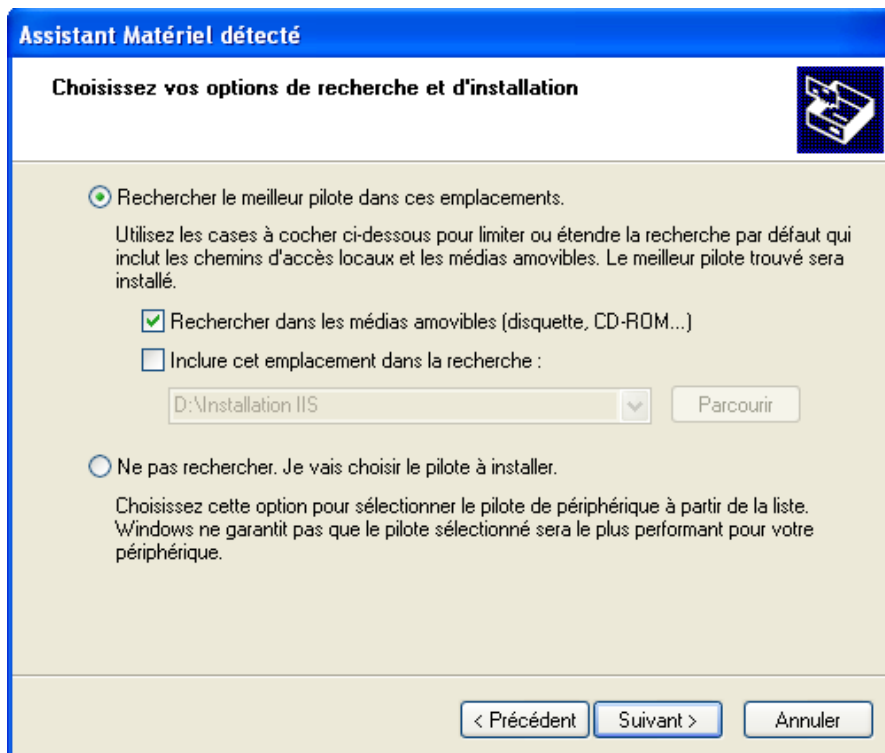 Assistant Matériel détecté
Choisissez vos options de recherche et d'installation
Rechercher le meilleur pilote dans ces emplacements.
Utilisez les cases à cocher ci-dessous pour limiter ou étendre la recherche par défaut qui
inclut les chemins d'accès locaux et les médias amovibles. Le meilleur pilote trouvé sera
installé.
Rechercher dans les médias amovibles (disquette, CD-ROM...)
Inclure cet emplacement dans la recherche :
D:\Installation IIS
Parcourir
Ne pas rechercher. Je vais choisir le pilote à installer.
Choisissez cette option pour sélectionner le pilote de périphérique à partir de la liste.
Windows ne garantit pas que le pilote sélectionné sera le plus performant pour votre
périphérique.
< Précédent Suivant > Annuler